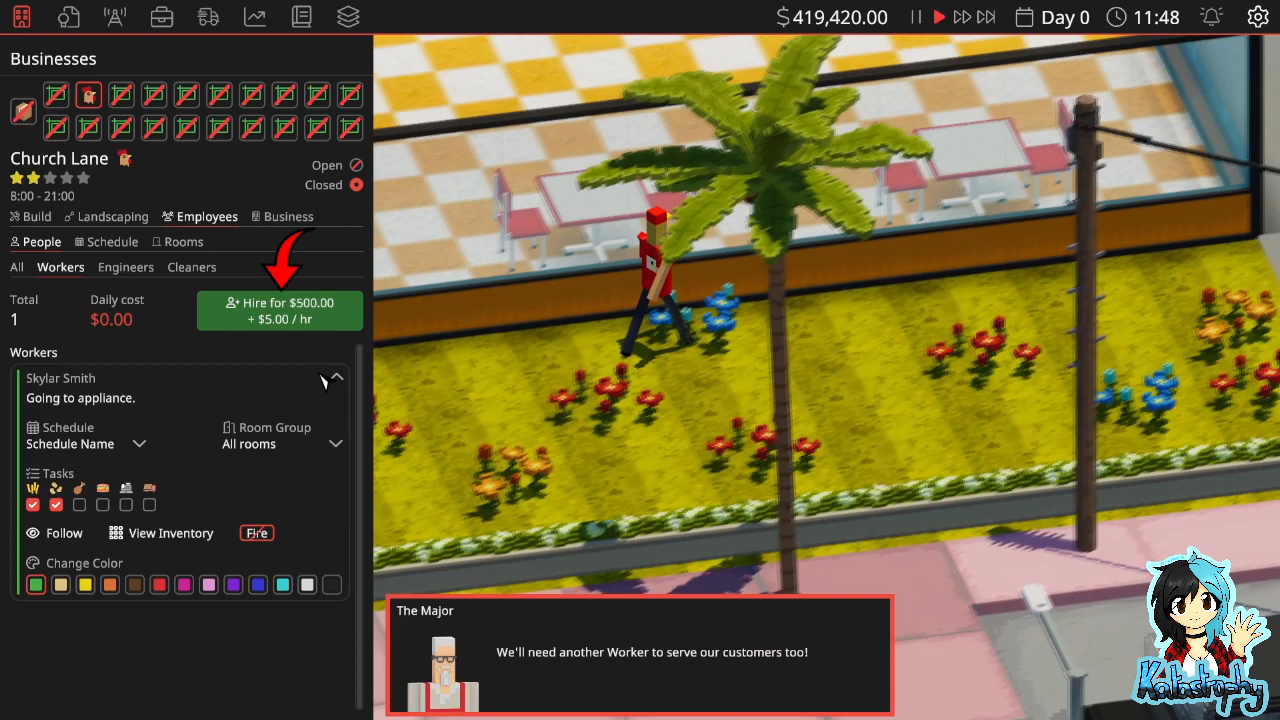 $419,420.00
Day 0
11:48
Businesses
Church Lane
Open
Closed
8:00 - 21:00
Build
Landscaping
Employees
Business
People
Schedule
Rooms
All
Workers
Engineers
Cleaners
Total
Daily cost
1
$0.00
Hire for $500.00
+ $5.00 / hr
Workers
Skylar Smith
Going to appliance.
Schedule
Room Group
Schedule Name
All rooms
Tasks
Follow
View Inventory
Fire
Change Color
The Major
We'll need another Worker to serve our customers too!
Kalastrophy